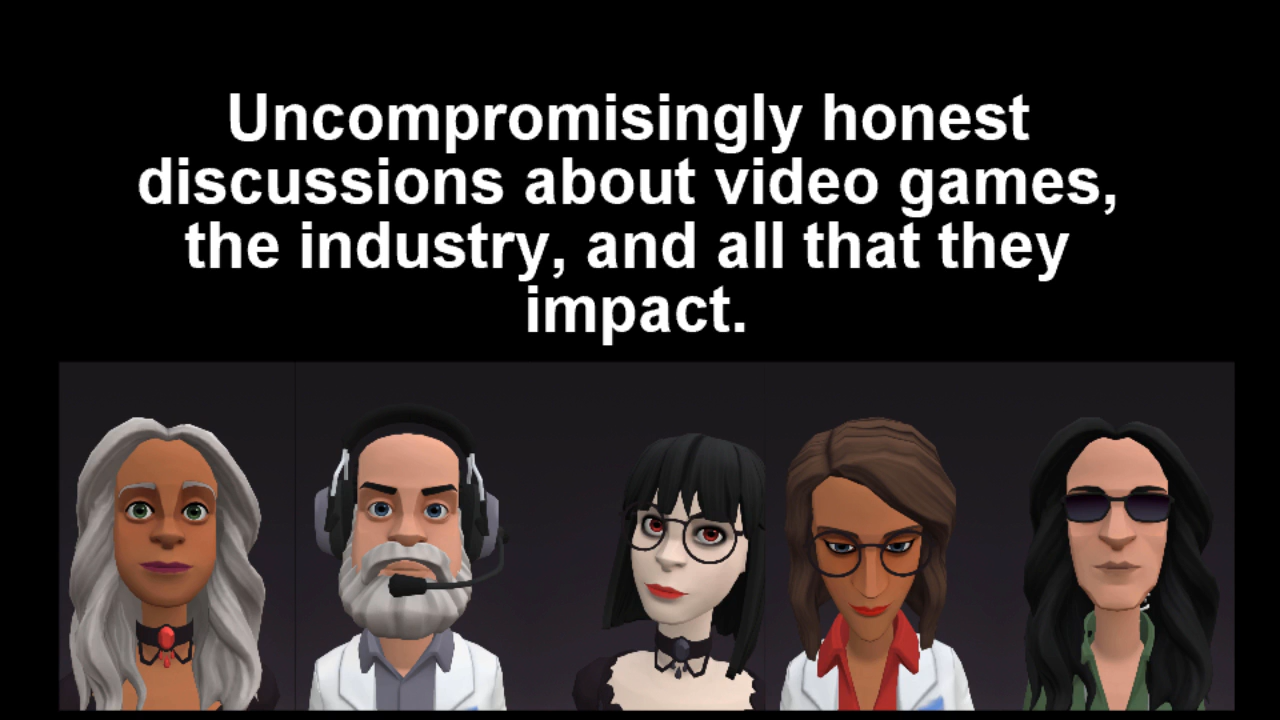 Uncompromisingly honest
discussions about video games,
the industry, and all that they
impact.